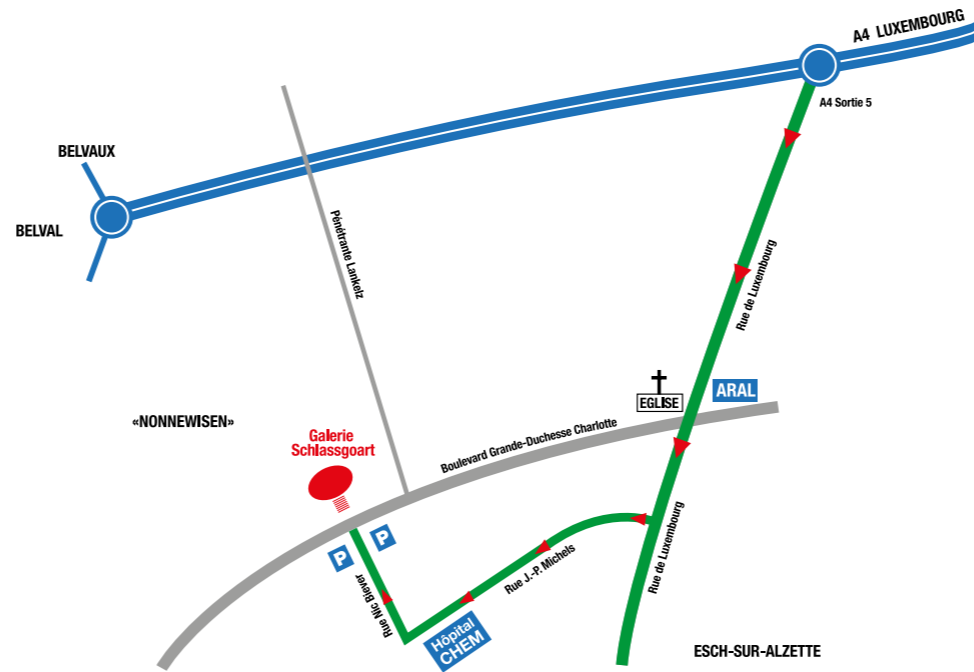 A4 LUXEMBOURG
A4 Sortie 5
BELVAUX
BELVAL
Pénétrante Lankelz
Rue de Luxembourg
ARAL
EGLISE
«NONNEWISEN»
Galerie
Schlassgoart
Boulevard Grande-Duchesse Charlotte
P
P
Rue de Luxembourg
Rue J.-P. Michels
Rue Nic Biever
Hôpital
CHEM
ESCH-SUR-ALZETTE